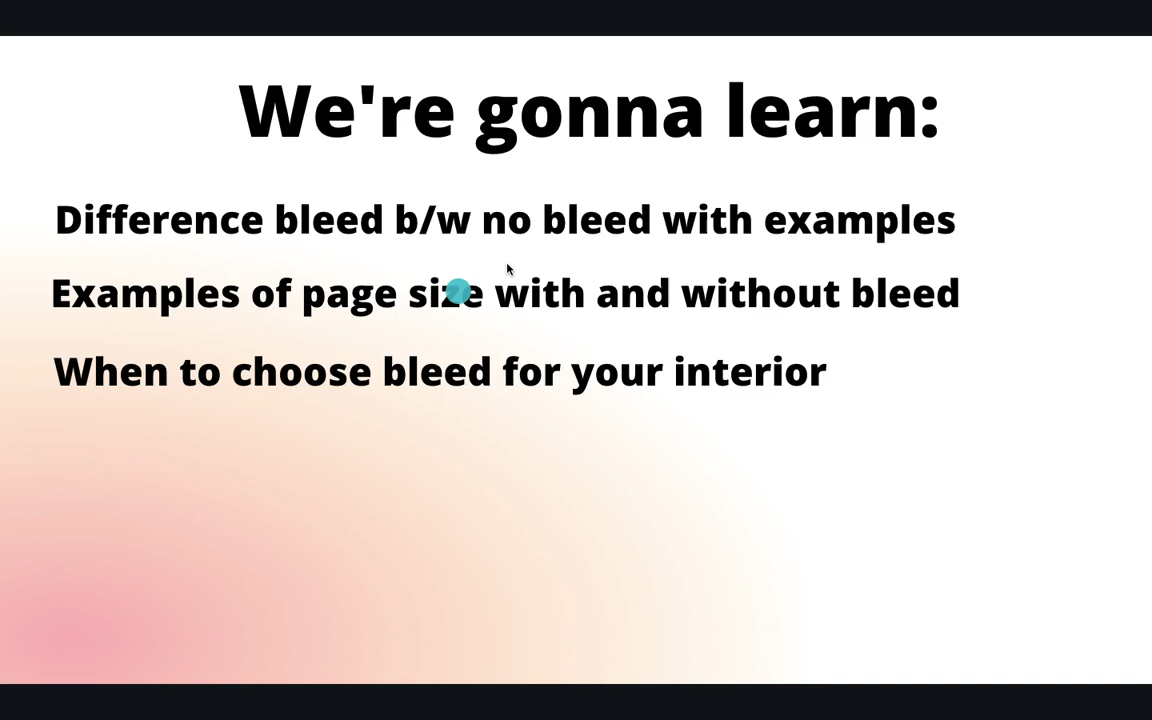 We're gonna learn:
Difference bleed b/w no bleed with examples
Examples of page size with and without bleed
When to choose bleed for your interior